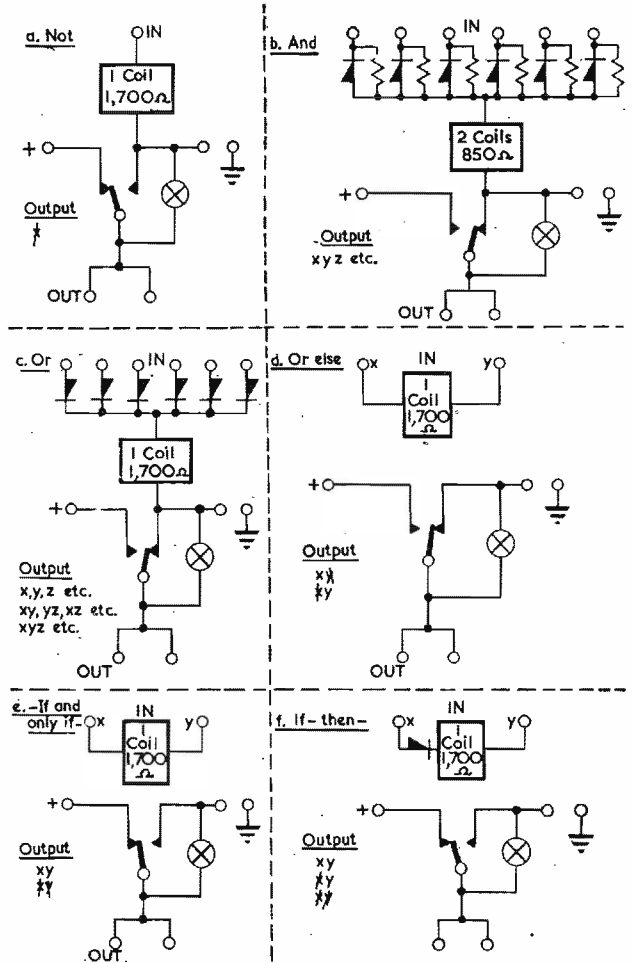 a. Not
IN
1 Coil
1,700Ω
+
Output
x̸
OUT
b. And
IN
2 Coils
850Ω
+
Output
xyz etc.
OUT
c. Or
IN
1 Coil
1,700Ω
+
Output
x,y,z etc.
xy, yz, xz etc.
xyz etc.
OUT
d. Or else
x
IN
y
1
Coil
1,700
Ω
+
Output
xy̸
x̸y
OUT
e. -If and
only if-
x
IN
y
1
Coil
1,700
Ω
+
Output
xy
x̸y̸
OUT
f. If-then-
x
IN
y
1
Coil
1,700
Ω
+
Output
xy
x̸y
x̸y̸